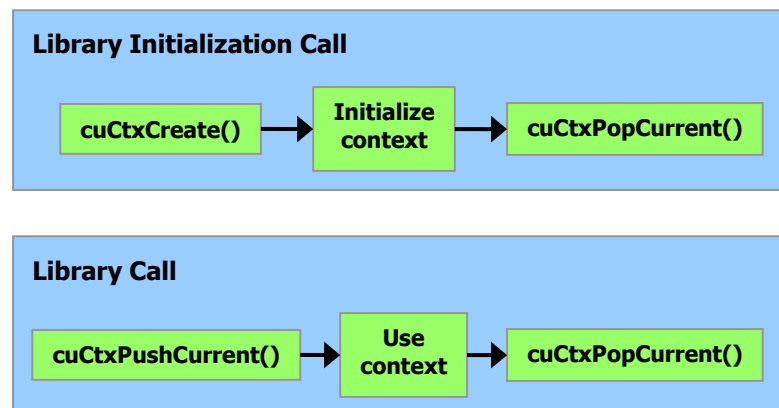 Library Initialization Call
cuCtxCreate()
Initialize
context
cuCtxPopCurrent()
Library Call
cuCtxPushCurrent()
Use
context
cuCtxPopCurrent()